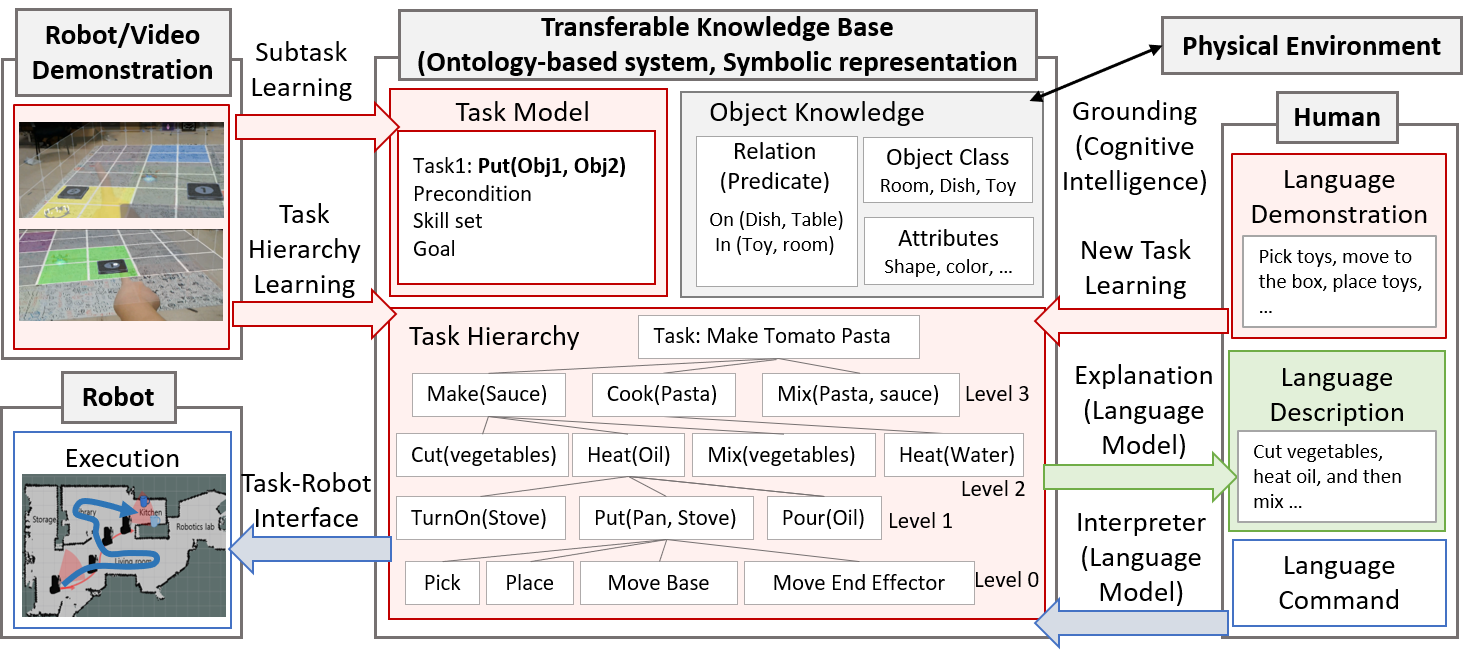 Robot/Video
Demonstration
Subtask
Learning
Task
Hierarchy
Learning
Transferable Knowledge Base
(Ontology-based system, Symbolic representation
Task Model
Task1: Put(Obj1, Obj2)
Precondition
Skill set
Goal
Object Knowledge
Relation
(Predicate)
On (Dish, Table)
In (Toy, room)
Object Class
Room, Dish, Toy
Attributes
Shape, color, ...
Physical Environment
Grounding
(Cognitive
Intelligence)
New Task
Learning
Human
Language
Demonstration
Pick toys, move to
the box, place toys,
...
Task Hierarchy
Task: Make Tomato Pasta
Make(Sauce)
Cook(Pasta)
Mix(Pasta, sauce)
Level 3
Cut(vegetables)
Heat(Oil)
Mix(vegetables)
Heat(Water)
Level 2
TurnOn(Stove)
Put(Pan, Stove)
Pour(Oil)
Level 1
Pick
Place
Move Base
Move End Effector
Level 0
Explanation
(Language
Model)
Language
Description
Cut vegetables,
heat oil, and then
mix ...
Interpreter
(Language
Model)
Language
Command
Robot
Execution
Storage
Kitchen
Robotics lab
Living room
Task-Robot
Interface